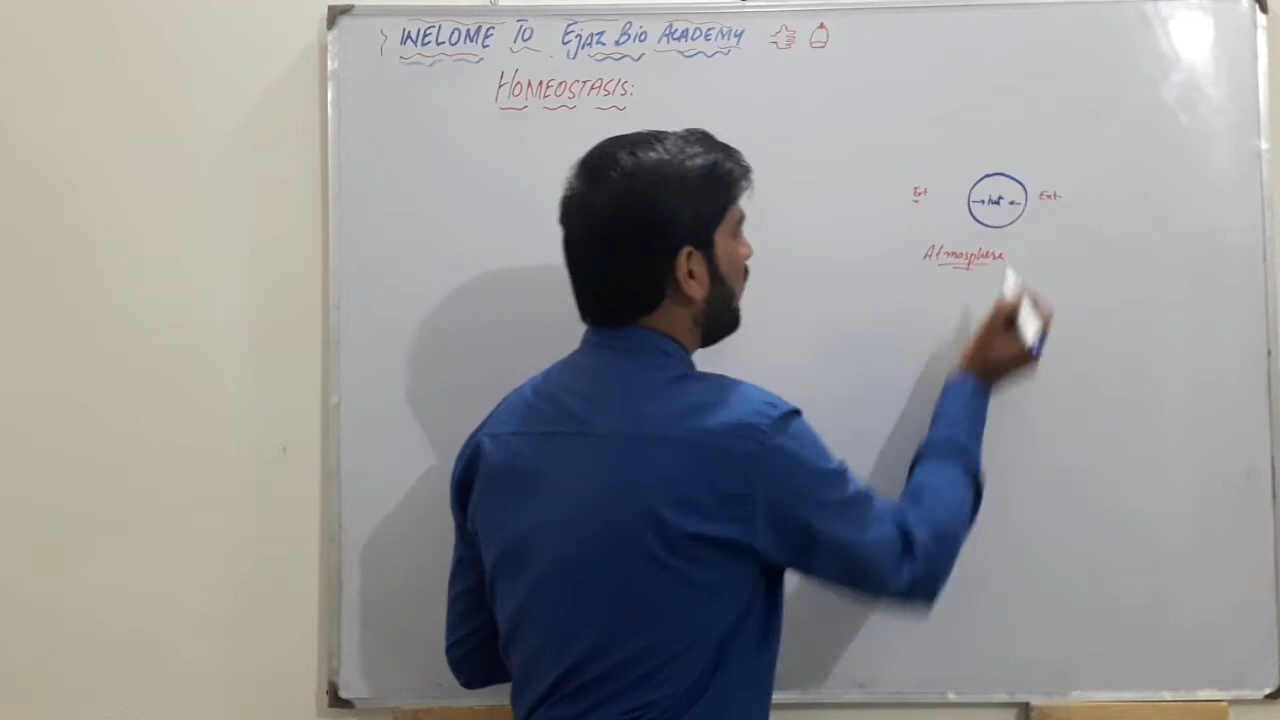 WELOME TO Ejaz Bio ACADEMY
HOMEOSTASIS:
Ext → Int ← Ext
Atmosphere